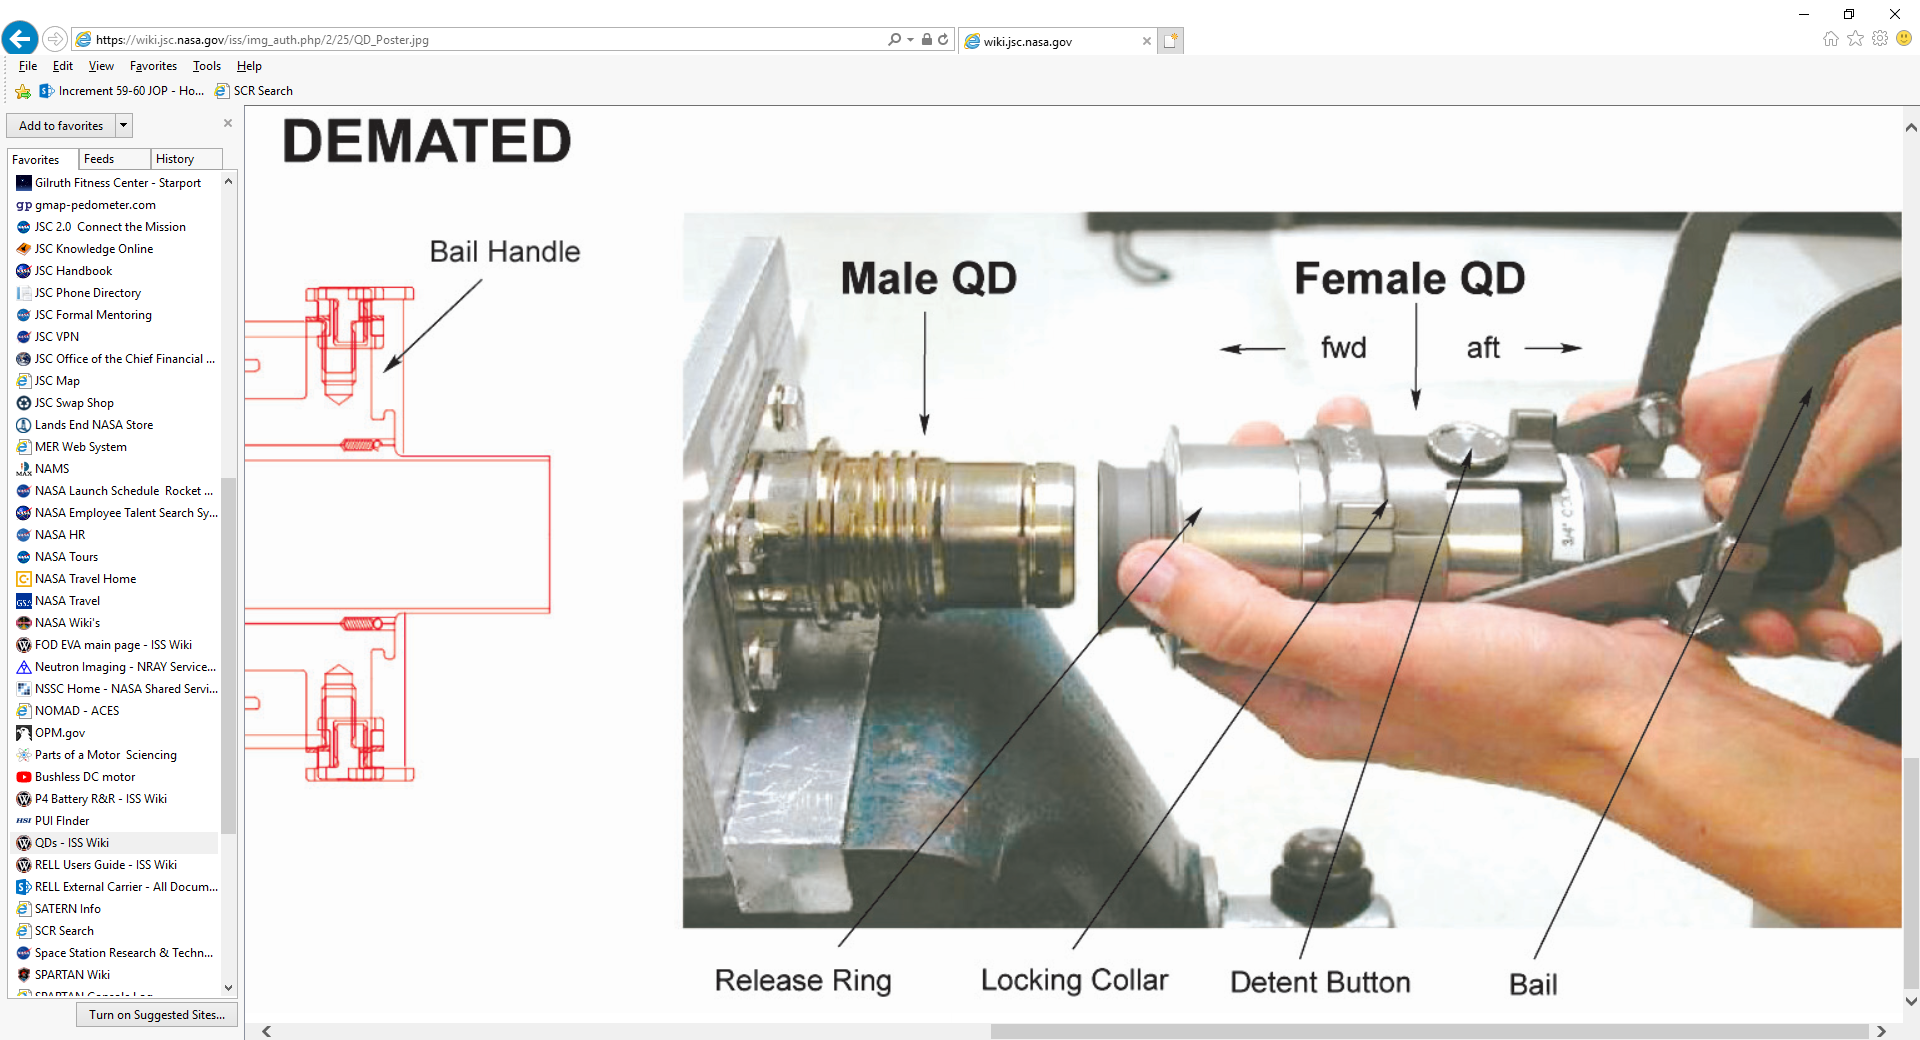 https://wiki.jsc.nasa.gov/iss/img_auth.php/2/25/QD_Poster.jpg
wiki.jsc.nasa.gov
File Edit View Favorites Tools Help
Increment 59-60 JOP - Ho... SCR Search
Add to favorites
Favorites Feeds History
Gilruth Fitness Center - Starport
gp gmap-pedometer.com
JSC 2.0 Connect the Mission
JSC Knowledge Online
JSC Handbook
JSC Phone Directory
JSC Formal Mentoring
JSC VPN
JSC Office of the Chief Financial ...
JSC Map
JSC Swap Shop
Lands End NASA Store
MER Web System
NAMS
NASA Launch Schedule Rocket ...
NASA Employee Talent Search Sy...
NASA HR
NASA Tours
NASA Travel Home
GSA NASA Travel
NASA Wiki's
FOD EVA main page - ISS Wiki
Neutron Imaging - NRAY Service...
NSSC Home - NASA Shared Servi...
NOMAD - ACES
OPM.gov
Parts of a Motor Sciencing
Bushless DC motor
P4 Battery R&R - ISS Wiki
HSI PUI FInder
QDs - ISS Wiki
RELL Users Guide - ISS Wiki
RELL External Carrier - All Docum...
SATERN Info
SCR Search
Space Station Research & Techn...
SPARTAN Wiki
SPARTAN Console Log
Turn on Suggested Sites...
DEMATED
Bail Handle
Male QD
Female QD
fwd aft
3/4"
Release Ring
Locking Collar
Detent Button
Bail